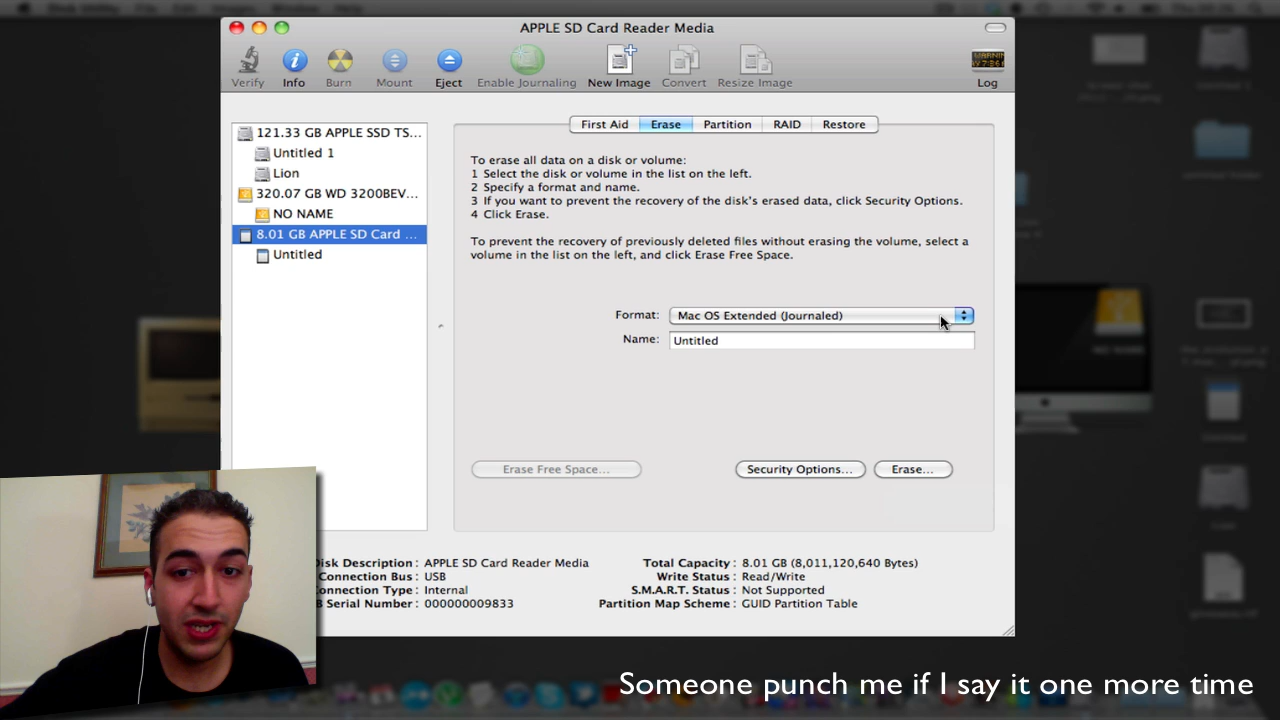 APPLE SD Card Reader Media
Verify Info Burn Mount Eject Enable Journaling New Image Convert Resize Image Log
121.33 GB APPLE SSD TS...
Untitled 1
Lion
320.07 GB WD 3200BEV...
NO NAME
8.01 GB APPLE SD Card ...
Untitled
First Aid Erase Partition RAID Restore
To erase all data on a disk or volume:
1 Select the disk or volume in the list on the left.
2 Specify a format and name.
3 If you want to prevent the recovery of the disk's erased data, click Security Options.
4 Click Erase.
To prevent the recovery of previously deleted files without erasing the volume, select a
volume in the list on the left, and click Erase Free Space.
Format: Mac OS Extended (Journaled)
Name: Untitled
Erase Free Space... Security Options... Erase...
Disk Description : APPLE SD Card Reader Media
Connection Bus : USB
Connection Type : Internal
Serial Number : 000000009833
Total Capacity : 8.01 GB (8,011,120,640 Bytes)
Write Status : Read/Write
S.M.A.R.T. Status : Not Supported
Partition Map Scheme : GUID Partition Table
Someone punch me if I say it one more time